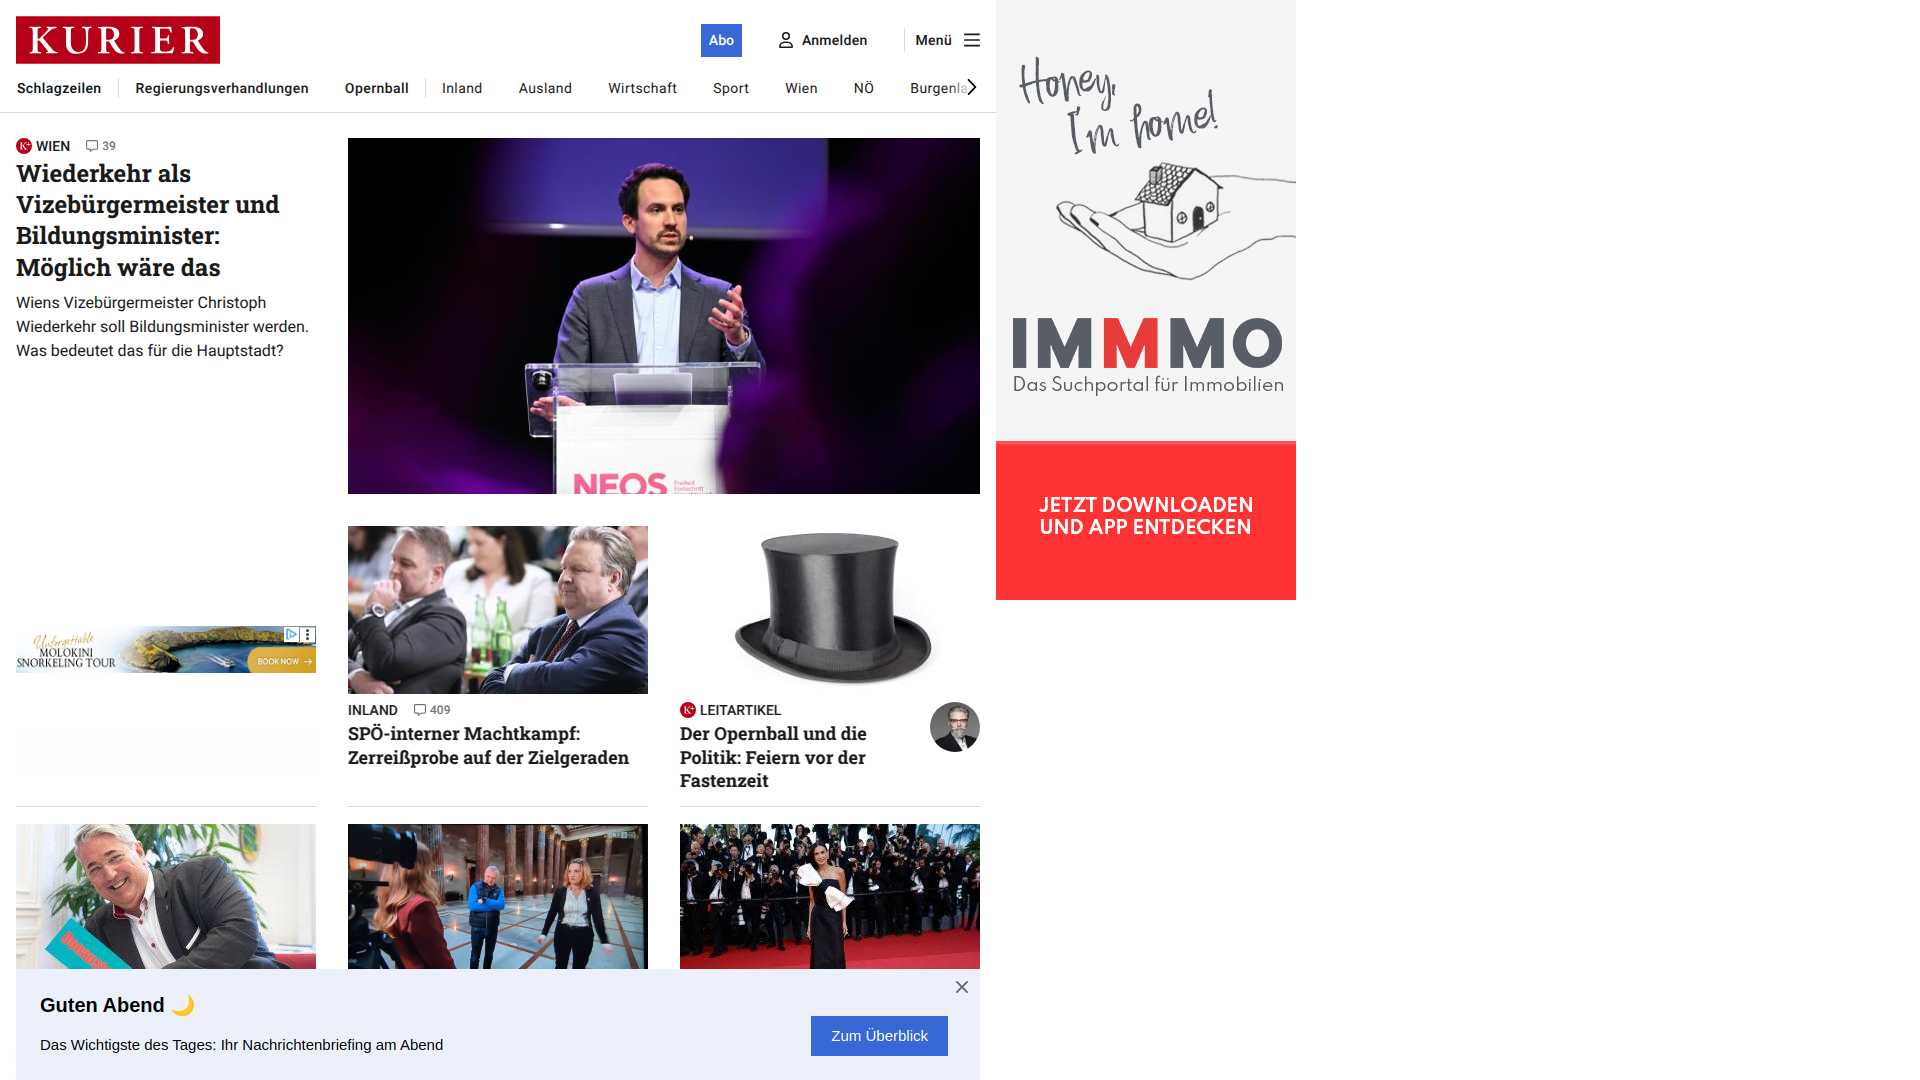 KURIER
Abo
Anmelden
Menü
Schlagzeilen
Regierungsverhandlungen
Opernball
Inland
Ausland
Wirtschaft
Sport
Wien
NÖ
WIEN
39
Wiederkehr als
Vizebürgermeister und
Bildungsminister:
Möglich wäre das
Wiens Vizebürgermeister Christoph
Wiederkehr soll Bildungsminister werden.
Was bedeutet das für die Hauptstadt?
NEOS
Unforgettable
MOLOKINI
SNORKELING TOUR
BOOK NOW
INLAND
409
SPÖ-interner Machtkampf:
Zerreißprobe auf der Zielgeraden
K+
LEITARTIKEL
Der Opernball und die
Politik: Feiern vor der
Fastenzeit
Honey,
I'm home!
IMMMO
Das Suchportal für Immobilien
JETZT DOWNLOADEN
UND APP ENTDECKEN
Guten Abend 🌙
Das Wichtigste des Tages: Ihr Nachrichtenbriefing am Abend
Zum Überblick